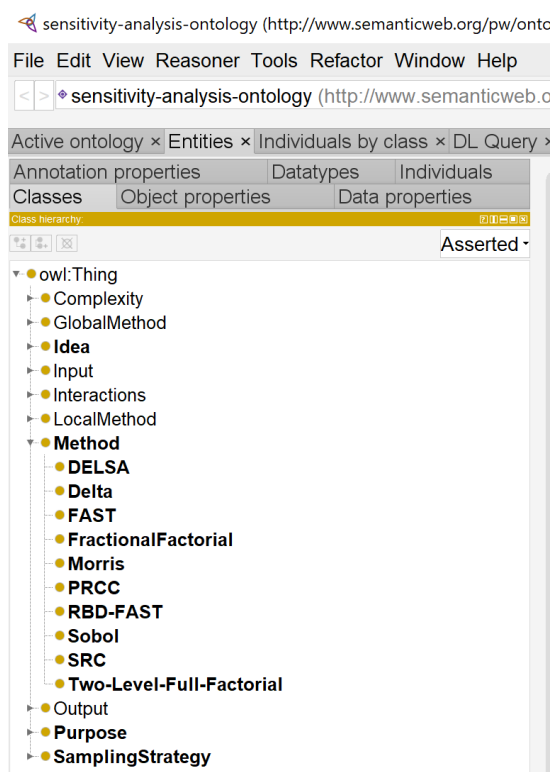 sensitivity-analysis-ontology (http://www.semanticweb.org/pw/onto
File Edit View Reasoner Tools Refactor Window Help
< > sensitivity-analysis-ontology (http://www.semanticweb.o
Active ontology × Entities × Individuals by class × DL Query ×
Annotation properties Datatypes Individuals
Classes Object properties Data properties
Class hierarchy:
Asserted
owl:Thing
Complexity
GlobalMethod
Idea
Input
Interactions
LocalMethod
Method
DELSA
Delta
FAST
FractionalFactorial
Morris
PRCC
RBD-FAST
Sobol
SRC
Two-Level-Full-Factorial
Output
Purpose
SamplingStrategy